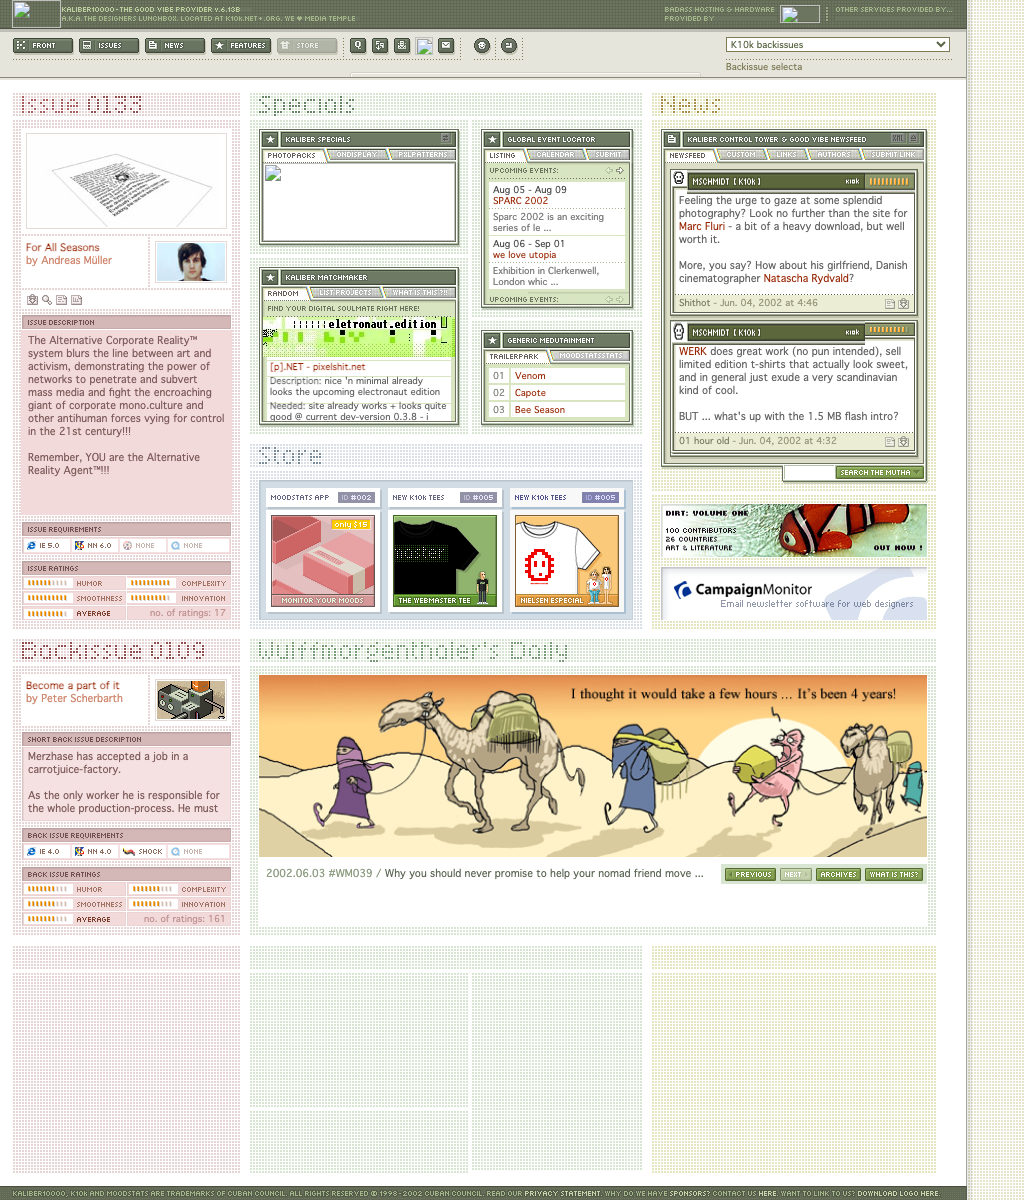 KALIBER10000 - THE GOOD VIBE PROVIDER v.6.13B
A.K.A. THE DESIGNERS LUNCHBOX. LOCATED AT K10K.NET + .ORG. WE ♥ MEDIA TEMPLE
BADASS HOSTING & HARDWARE
PROVIDED BY
OTHER SERVICES PROVIDED BY...
FRONT
ISSUES
NEWS
FEATURES
STORE
K10k backissues
Backissue selecta
Issue 0133
For All Seasons
by Andreas Müller
ISSUE DESCRIPTION
The Alternative Corporate Reality™
system blurs the line between art and
activism, demonstrating the power of
networks to penetrate and subvert
mass media and fight the encroaching
giant of corporate mono.culture and
other antihuman forces vying for control
in the 21st century!!!
Remember, YOU are the Alternative
Reality Agent™!!!
ISSUE REQUIREMENTS
IE 5.0
NN 6.0
NONE
NONE
ISSUE RATINGS
HUMOR
COMPLEXITY
SMOOTHNESS
INNOVATION
AVERAGE
no. of ratings: 17
Specials
KALIBER SPECIALS
PHOTOPACKS
ONDISPLAY
PXLPATTERNS
KALIBER MATCHMAKER
RANDOM
LIST PROJECTS
WHAT IS THIS ?!!
FIND YOUR DIGITAL SOULMATE RIGHT HERE!
eletronaut.edition
[p].NET - pixelshit.net
Description: nice 'n minimal already
looks the upcoming electronaut
Needed: site already works + looks quite
good @ current dev-version 0.3.8 - i
GLOBAL EVENT LOCATOR
LISTING
CALENDAR
SUBMIT
UPCOMING EVENTS:
Aug 05 - Aug 09
SPARC 2002
Sparc 2002 is an exciting
series of le ...
Aug 06 - Sep 01
we love utopia
Exhibition in Clerkenwell,
London whic ...
UPCOMING EVENTS:
GENERIC MEDUTAINMENT
TRAILERPARK
MOODSTATSSTATS
01 Venom
02 Capote
03 Bee Season
Store
MOODSTATS APP
ID #002
only $15
MONITOR YOUR MOODS
NEW K10K TEES
ID #005
THE WEBMASTER TEE
NEW K10K TEES
ID #005
NIELSEN ESPECIAL
News
KALIBER CONTROL TOWER & GOOD VIBE NEWSFEED
XML
NEWSFEED
CUSTOM
LINKS
AUTHORS
SUBMIT LINK
MSCHMIDT [ K10K ]
K10K
Feeling the urge to gaze at some splendid
photography? Look no further than the site for
Marc Fluri - a bit of a heavy download, but well
worth it.
More, you say? How about his girlfriend, Danish
cinematographer Natascha Rydvald?
Shithot - Jun. 04, 2002 at 4:46
MSCHMIDT [ K10K ]
WERK does great work (no pun intended), sell
limited edition t-shirts that actually look sweet,
and in general just exude a very scandinavian
kind of cool.
BUT ... what's up with the 1.5 MB flash intro?
01 hour old - Jun. 04, 2002 at 4:32
SEARCH THE MUTHA
DIRT: VOLUME ONE
100 CONTRIBUTORS
26 COUNTRIES
ART & LITERATURE
OUT NOW !
CampaignMonitor
Email newsletter software for web designers
Backissue 0109
Become a part of it
by Peter Scherbarth
SHORT BACK ISSUE DESCRIPTION
Merzhase has accepted a job in a
carrotjuice-factory.
As the only worker he is responsible for
the whole production-process. He must
BACK ISSUE REQUIREMENTS
IE 4.0
NN 4.0
SHOCK
NONE
BACK ISSUE RATINGS
HUMOR
COMPLEXITY
SMOOTHNESS
INNOVATION
AVERAGE
no. of ratings: 161
Wulffmorgenthaler's Daily
I thought it would take a few hours ... It's been 4 years!
2002.06.03 #WM039 / Why you should never promise to help your nomad friend move ...
PREVIOUS
NEXT
ARCHIVES
WHAT IS THIS?
KALIBER10000, K10K AND MOODSTATS ARE TRADEMARKS OF CUBAN COUNCIL. ALL RIGHTS RESERVED © 1998 - 2002 CUBAN COUNCIL. READ OUR PRIVACY STATEMENT. WHY DO WE HAVE SPONSORS? CONTACT US HERE. WANT TO LINK TO US? DOWNLOAD LOGO HERE.